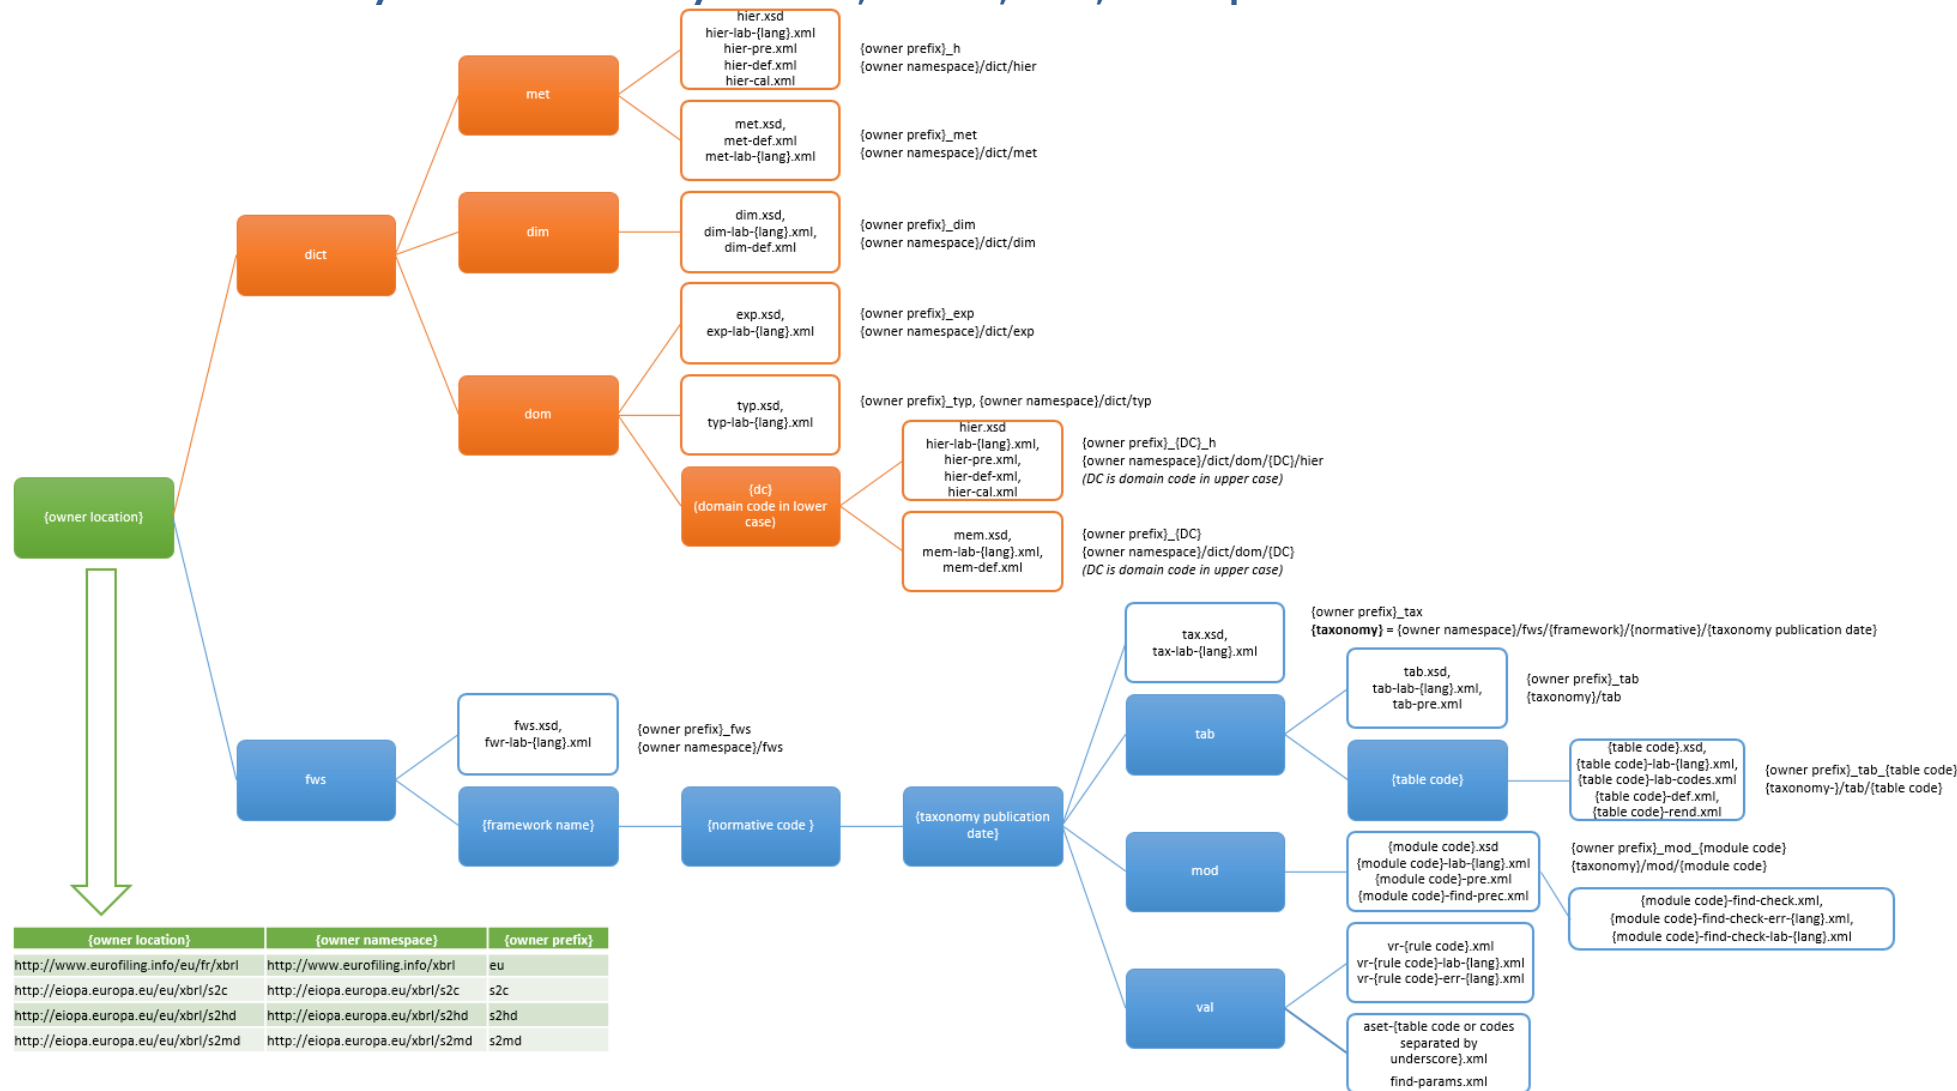 hier.xsd
hier-lab-{lang}.xml
hier-pre.xml
hier-def.xml
hier-cal.xml
{owner prefix}_h
{owner namespace}/dict/hier
met
met.xsd,
met-def.xml
met-lab-{lang}.xml
{owner prefix}_met
{owner namespace}/dict/met
dim
dim.xsd,
dim-lab-{lang}.xml,
dim-def.xml
{owner prefix}_dim
{owner namespace}/dict/dim
dict
exp.xsd,
exp-lab-{lang}.xml
{owner prefix}_exp
{owner namespace}/dict/exp
dom
typ.xsd,
typ-lab-{lang}.xml
{owner prefix}_typ, {owner namespace}/dict/typ
{dc}
(domain code in lower
case)
hier.xsd
hier-lab-{lang}.xml,
hier-pre.xml,
hier-def-xml,
hier-cal.xml
{owner prefix}_{DC}_h
{owner namespace}/dict/dom/{DC}/hier
(DC is domain code in upper case)
mem.xsd,
mem-lab-{lang}.xml,
mem-def.xml
{owner prefix}_{DC}
{owner namespace}/dict/dom/{DC}
(DC is domain code in upper case)
{owner location}
tax.xsd,
tax-lab-{lang}.xml
{owner prefix}_tax
{taxonomy} = {owner namespace}/fws/{framework}/{normative}/{taxonomy publication date}
tab
tab.xsd,
tab-lab-{lang}.xml,
tab-pre.xml
{owner prefix}_tab
{taxonomy}/tab
fws
fws.xsd,
fwr-lab-{lang}.xml
{owner prefix}_fws
{owner namespace}/fws
{framework name}
{normative code }
{taxonomy publication
date}
{table code}
{table code}.xsd,
{table code}-lab-{lang}.xml,
{table code}-lab-codes.xml
{table code}-def.xml,
{table code}-rend.xml
{owner prefix}_tab_{table code}
{taxonomy-}/tab/{table code}
mod
{module code}.xsd
{module code}-lab-{lang}.xml
{module code}-pre.xml
{module code}-find-prec.xml
{owner prefix}_mod_{module code}
{taxonomy}/mod/{module code}
{module code}-find-check.xml,
{module code}-find-check-err-{lang}.xml,
{module code}-find-check-lab-{lang}.xml
val
vr-{rule code}.xml
vr-{rule code}-lab-{lang}.xml
vr-{rule code}-err-{lang}.xml
aset-{table code or codes
separated by
underscore}.xml
find-params.xml
{owner location} {owner namespace} {owner prefix}
http://www.eurofiling.info/eu/fr/xbrl http://www.eurofiling.info/xbrl eu
http://eiopa.europa.eu/eu/xbrl/s2c http://eiopa.europa.eu/xbrl/s2c s2c
http://eiopa.europa.eu/eu/xbrl/s2hd http://eiopa.europa.eu/xbrl/s2hd s2hd
http://eiopa.europa.eu/eu/xbrl/s2md http://eiopa.europa.eu/xbrl/s2md s2md